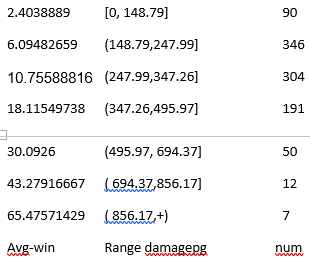 2.4038889 [0, 148.79] 90
6.09482659 (148.79,247.99] 346
10.75588816 (247.99,347.26] 304
18.11549738 (347.26,495.97] 191
30.0926 (495.97, 694.37] 50
43.27916667 ( 694.37,856.17] 12
65.47571429 ( 856.17,+) 7
Avg-win Range damagepg num